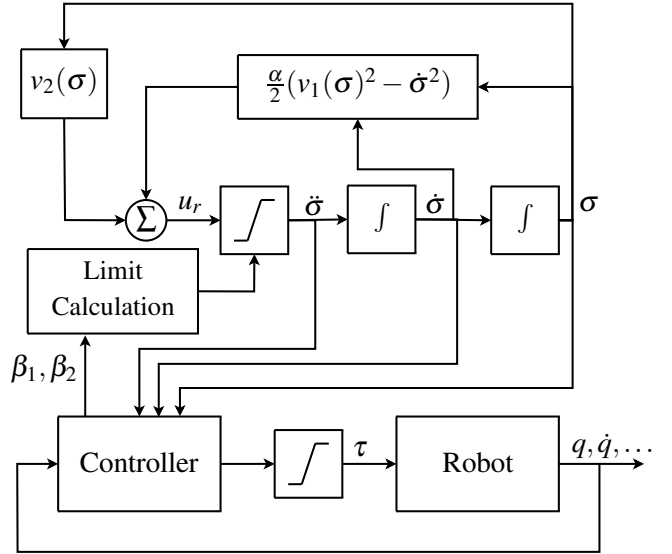 v₂(σ)
α/2 (v₁(σ)² − σ̇²)
Σ
u_r
σ̈
∫
σ̇
∫
σ
Limit
Calculation
β₁, β₂
Controller
τ
Robot
q, q̇, …